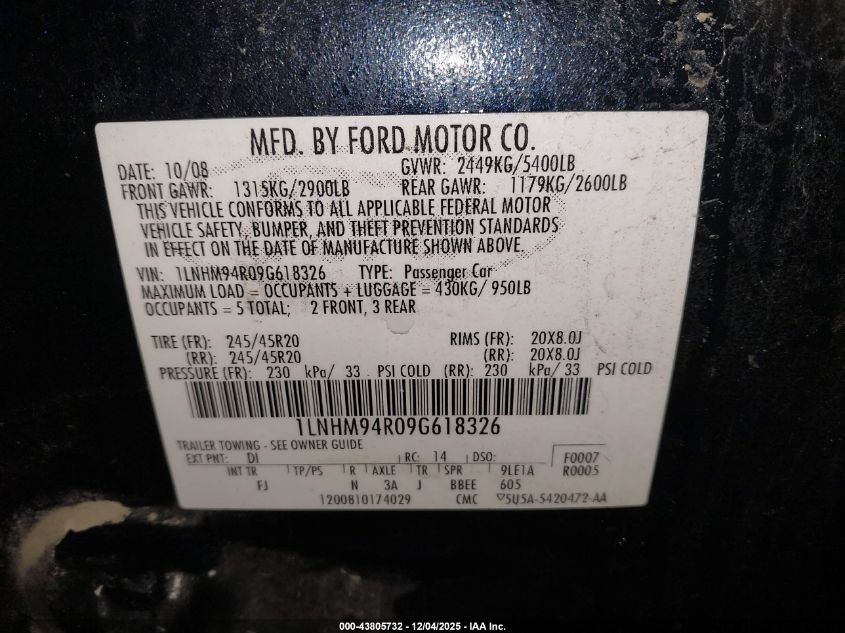 MFD. BY FORD MOTOR CO.
DATE: 10/08 GVWR: 2449KG/5400LB
FRONT GAWR: 1315KG/2900LB REAR GAWR: 1179KG/2600LB
THIS VEHICLE CONFORMS TO ALL APPLICABLE FEDERAL MOTOR
VEHICLE SAFETY, BUMPER, AND THEFT PREVENTION STANDARDS
IN EFFECT ON THE DATE OF MANUFACTURE SHOWN ABOVE.
VIN: 1LNHM94R09G618326 TYPE: Passenger Car
MAXIMUM LOAD = OCCUPANTS + LUGGAGE = 430KG/ 950LB
OCCUPANTS = 5 TOTAL; 2 FRONT, 3 REAR
TIRE (FR): 245/45R20 RIMS (FR): 20X8.0J
(RR): 245/45R20 (RR): 20X8.0J
PRESSURE (FR): 230 kPa/ 33 PSI COLD (RR): 230 kPa/ 33 PSI COLD
1LNHM94R09G618326
TRAILER TOWING - SEE OWNER GUIDE
EXT PNT: DI RC: 14 DSO: F0007
INT TR TP/PS R AXLE TR SPR 9LE1A R0005
FJ N 3A J BBEE 605
1200810174029 CMC ▽5U5A-5420472-AA
000-43805732 - 12/04/2025 - IAA Inc.